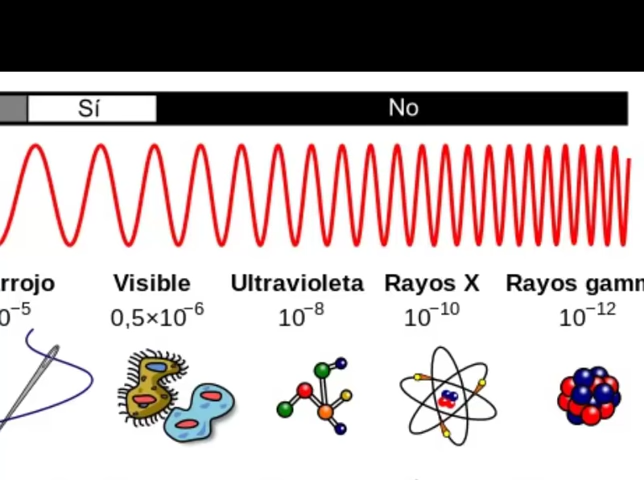 Sí No
rrojo Visible Ultravioleta Rayos X Rayos gamm
0⁻⁵ 0,5×10⁻⁶ 10⁻⁸ 10⁻¹⁰ 10⁻¹²